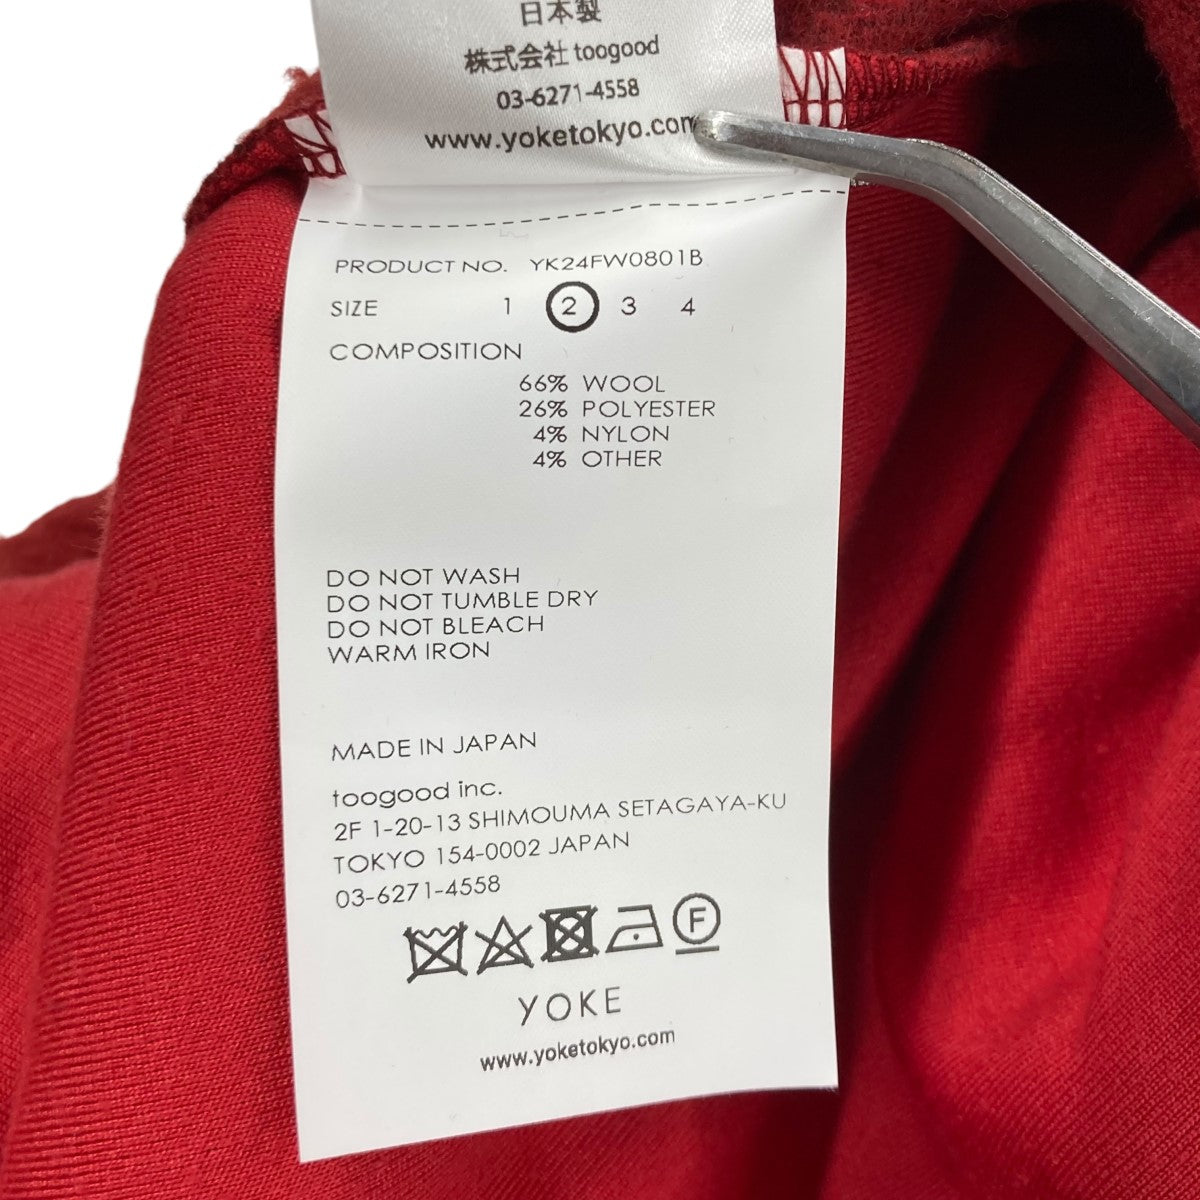 日本製
株式会社 toogood
03-6271-4558
www.yoketokyo.com
PRODUCT NO. YK24FW0801B
SIZE 1 2 3 4
COMPOSITION
66% WOOL
26% POLYESTER
4% NYLON
4% OTHER
DO NOT WASH
DO NOT TUMBLE DRY
DO NOT BLEACH
WARM IRON
MADE IN JAPAN
toogood inc.
2F 1-20-13 SHIMOUMA SETAGAYA-KU
TOKYO 154-0002 JAPAN
03-6271-4558
F
YOKE
www.yoketokyo.com